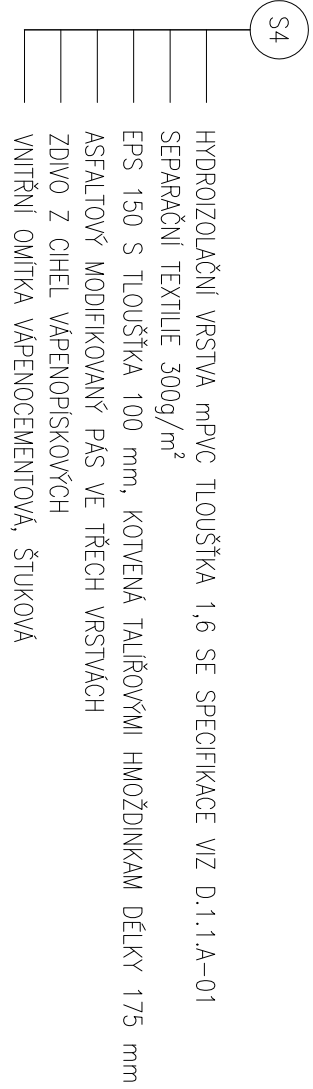 S4
HYDROIZOLAČNÍ VRSTVA mPVC TLOUŠŤKA 1,6 SE SPECIFIKACE VIZ D.1.1.A-01
SEPARAČNÍ TEXTILIE 300g/m²
EPS 150 S TLOUŠŤKA 100 mm, KOTVENÁ TALÍŘOVÝMI HMOŽDINKAM DÉLKY 175 mm
ASFALTOVÝ MODIFIKOVANÝ PÁS VE TŘECH VRSTVÁCH
ZDIVO Z CIHEL VÁPENOPÍSKOVÝCH
VNITŘNÍ OMÍTKA VÁPENOCEMENTOVÁ, ŠTUKOVÁ